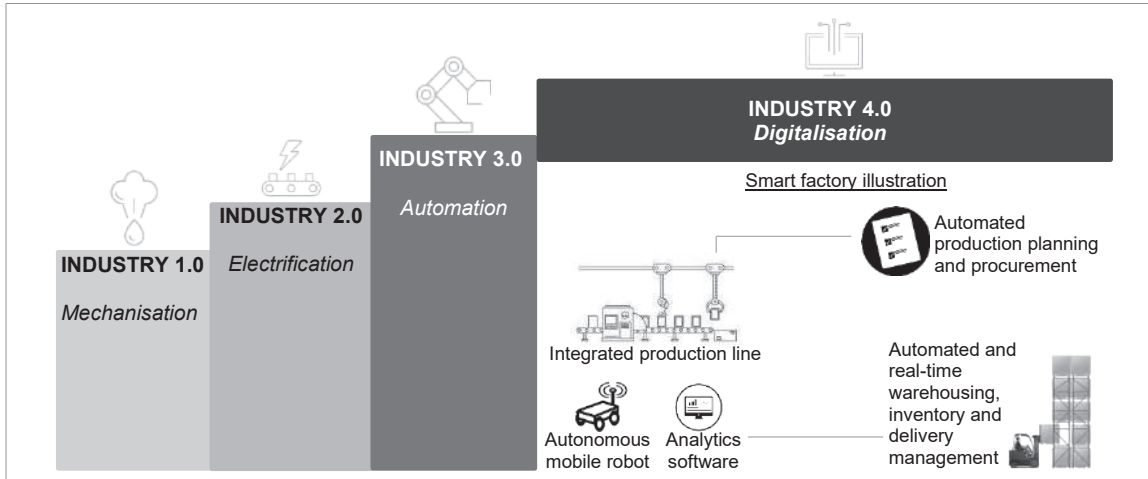 INDUSTRY 1.0
Mechanisation
INDUSTRY 2.0
Electrification
INDUSTRY 3.0
Automation
INDUSTRY 4.0
Digitalisation
Smart factory illustration
Automated
production planning
and procurement
Integrated production line
Autonomous
mobile robot
Analytics
software
Automated and
real-time
warehousing,
inventory and
delivery
management